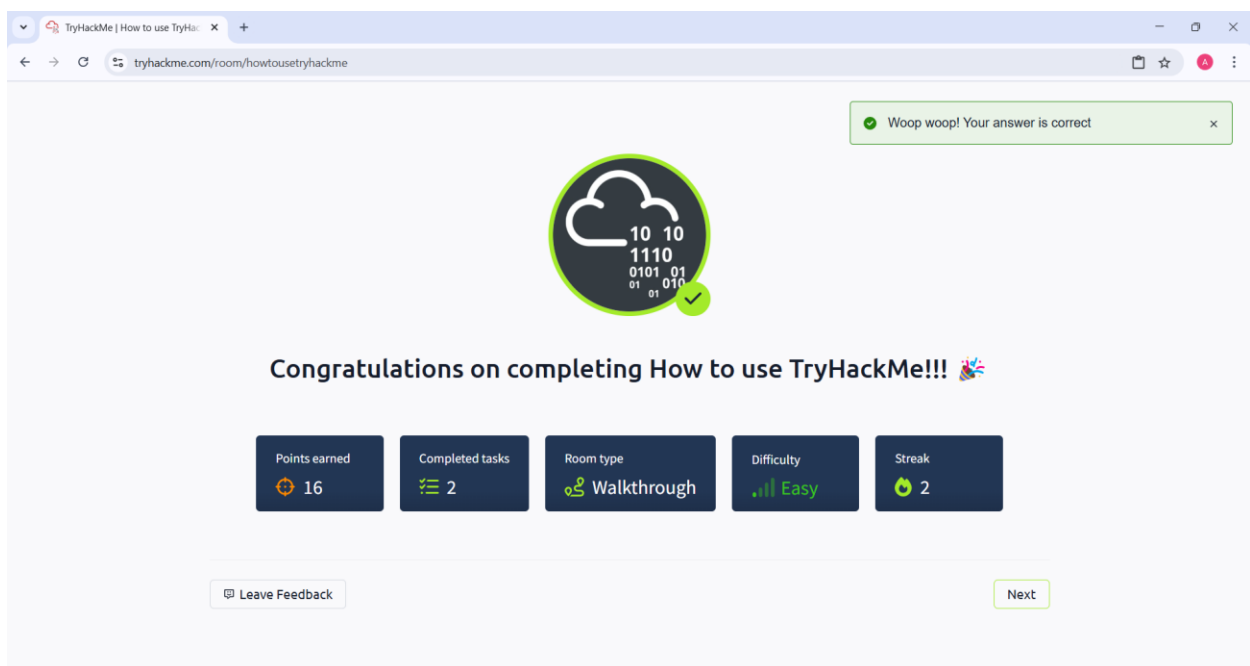 TryHackMe | How to use TryHac
tryhackme.com/room/howtousetryhackme
A
Woop woop! Your answer is correct
10 10
1110
0101 01
01 010
01
Congratulations on completing How to use TryHackMe!!! 🎉
Points earned
16
Completed tasks
2
Room type
Walkthrough
Difficulty
Easy
Streak
2
Leave Feedback
Next